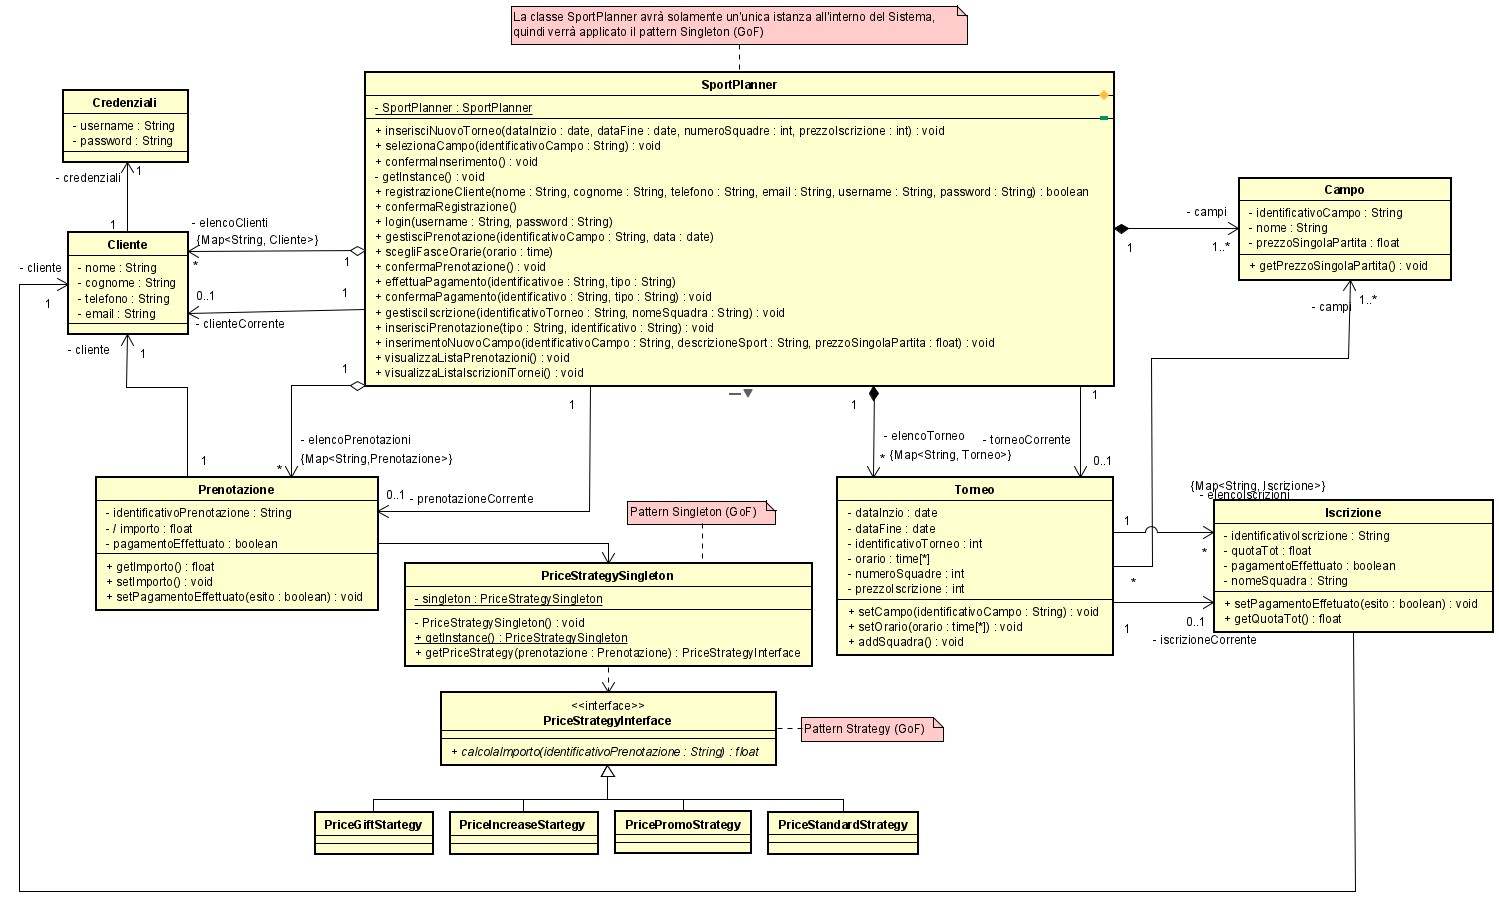 La classe SportPlanner avrà solamente un'unica istanza all'interno del Sistema,
quindi verrà applicato il pattern Singleton (GoF)
SportPlanner
- SportPlanner : SportPlanner
+ inserisciNuovoTorneo(dataInizio : date, dataFine : date, numeroSquadre : int, prezzoIscrizione : int) : void
+ selezionaCampo(identificativoCampo : String) : void
+ confermaInserimento() : void
- getInstance() : void
+ registrazioneCliente(nome : String, cognome : String, telefono : String, email : String, username : String, password : String) : boolean
+ confermaRegistrazione()
+ login(username : String, password : String)
+ gestisciPrenotazione(identificativoCampo : String, data : date)
+ scegliFasceOrarie(orario : time)
+ confermaPrenotazione() : void
+ effettuaPagamento(identificativoe : String, tipo : String)
+ confermaPagamento(identificativo : String, tipo : String) : void
+ gestisciIscrizione(identificativoTorneo : String, nomeSquadra : String) : void
+ inserisciPrenotazione(tipo : String, identificativo : String) : void
+ inserimentoNuovoCampo(identificativoCampo : String, descrizioneSport : String, prezzoSingolaPartita : float) : void
+ visualizzaListaPrenotazioni() : void
+ visualizzaListaIscrizioniTornei() : void
Credenziali
- username : String
- password : String
- credenziali
1
1
Cliente
- nome : String
- cognome : String
- telefono : String
- email : String
- elencoClienti
{Map<String, Cliente>}
*
1
0..1
1
- clienteCorrente
- cliente
1
- cliente
1
1
1
- elencoPrenotazioni
{Map<String,Prenotazione>}
*
1
0..1
- prenotazioneCorrente
Campo
- identificativoCampo : String
- nome : String
- prezzoSingolaPartita : float
+ getPrezzoSingolaPartita() : void
- campi
1
1..*
- campi
1..*
*
1
- elencoTorneo
* {Map<String, Torneo>}
- torneoCorrente
1
0..1
Prenotazione
- identificativoPrenotazione : String
- / importo : float
- pagamentoEffettuato : boolean
+ getImporto() : float
+ setImporto() : void
+ setPagamentoEffettuato(esito : boolean) : void
Pattern Singleton (GoF)
PriceStrategySingleton
- singleton : PriceStrategySingleton
- PriceStrategySingleton() : void
+ getInstance() : PriceStrategySingleton
+ getPriceStrategy(prenotazione : Prenotazione) : PriceStrategyInterface
Torneo
- dataInzio : date
- dataFine : date
- identificativoTorneo : int
- orario : time[*]
- numeroSquadre : int
- prezzoIscrizione : int
+ setCampo(identificativoCampo : String) : void
+ setOrario(orario : time[*]) : void
+ addSquadra() : void
{Map<String, Iscrizione>}
- elencoIscrizioni
1
*
1
0..1
- iscrizioneCorrente
Iscrizione
- identificativoIscrizione : String
- quotaTot : float
- pagamentoEffettuato : boolean
- nomeSquadra : String
+ setPagamentoEffetuato(esito : boolean) : void
+ getQuotaTot() : float
<<interface>>
PriceStrategyInterface
+ calcolaImporto(identificativoPrenotazione : String) : float
Pattern Strategy (GoF)
PriceGiftStartegy
PriceIncreaseStartegy
PricePromoStrategy
PriceStandardStrategy